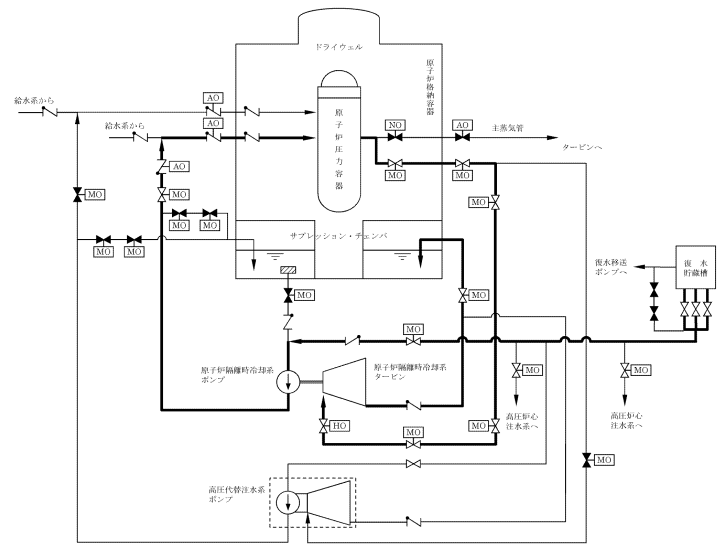 ドライウェル
原子炉格納容器
給水系から
AO
給水系から
AO
原子炉圧力容器
NO
AO
主蒸気管
タービンへ
AO
MO
MO
MO
MO
MO
MO
MO
サプレッション・チェンバ
MO
MO
復水移送
ポンプへ
復水
貯蔵槽
MO
MO
MO
原子炉隔離時冷却系
ポンプ
原子炉隔離時冷却系
タービン
MO
MO
高圧炉心
注水系へ
高圧炉心
注水系へ
HO
MO
MO
MO
高圧代替注水系
ポンプ